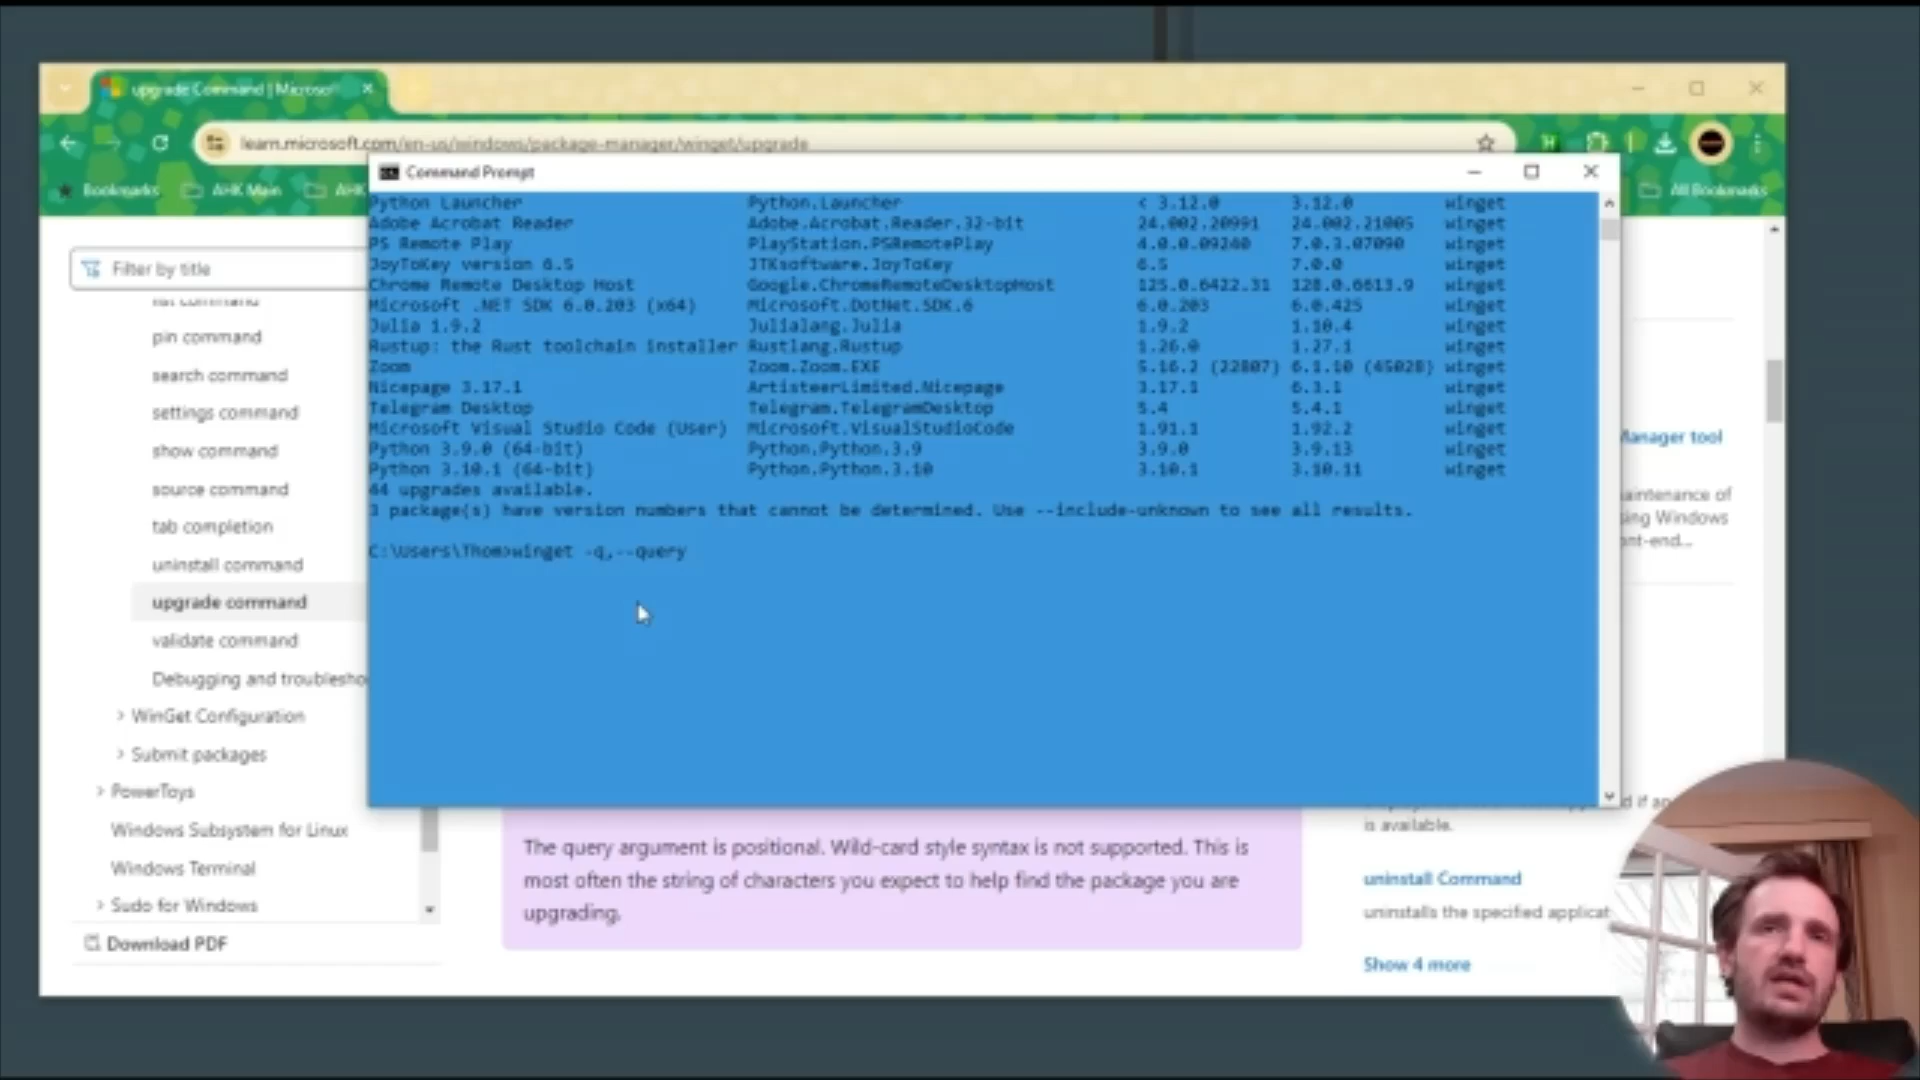 upgrade Command | Microsof
learn.microsoft.com/en-us/windows/package-manager/winget/upgrade
Bookmarks AHK Main AHK All Bookmarks
Command Prompt
Python Launcher Python.Launcher < 3.12.0 3.12.0 winget
Adobe Acrobat Reader Adobe.Acrobat.Reader.32-bit 24.002.20991 24.002.21005 winget
PS Remote Play PlayStation.PSRemotePlay 4.0.0.09240 7.0.3.07090 winget
JoyToKey version 6.5 JTKsoftware.JoyToKey 6.5 7.0.0 winget
Chrome Remote Desktop Host Google.ChromeRemoteDesktopHost 125.0.6422.31 128.0.6613.9 winget
Microsoft .NET SDK 6.0.203 (x64) Microsoft.DotNet.SDK.6 6.0.203 6.0.425 winget
Julia 1.9.2 Julialang.Julia 1.9.2 1.10.4 winget
Rustup: the Rust toolchain installer Rustlang.Rustup 1.26.0 1.27.1 winget
Zoom Zoom.Zoom.EXE 5.16.2 (22807) 6.1.10 (45028) winget
Nicepage 3.17.1 ArtisteerLimited.Nicepage 3.17.1 6.3.1 winget
Telegram Desktop Telegram.TelegramDesktop 5.4 5.4.1 winget
Microsoft Visual Studio Code (User) Microsoft.VisualStudioCode 1.91.1 1.92.2 winget
Python 3.9.0 (64-bit) Python.Python.3.9 3.9.0 3.9.13 winget
Python 3.10.1 (64-bit) Python.Python.3.10 3.10.1 3.10.11 winget
44 upgrades available.
3 package(s) have version numbers that cannot be determined. Use --include-unknown to see all results.
C:\Users\Thom>winget -q,--query
Filter by title
list command
pin command
search command
settings command
show command
source command
tab completion
uninstall command
upgrade command
validate command
Debugging and troublesho
WinGet Configuration
Submit packages
PowerToys
Windows Subsystem for Linux
Windows Terminal
Sudo for Windows
Download PDF
The query argument is positional. Wild-card style syntax is not supported. This is
most often the string of characters you expect to help find the package you are
upgrading.
Manager tool
aintenance of
ing Windows
ont-end...
d if ap
is available.
uninstall Command
uninstalls the specified applicat
Show 4 more